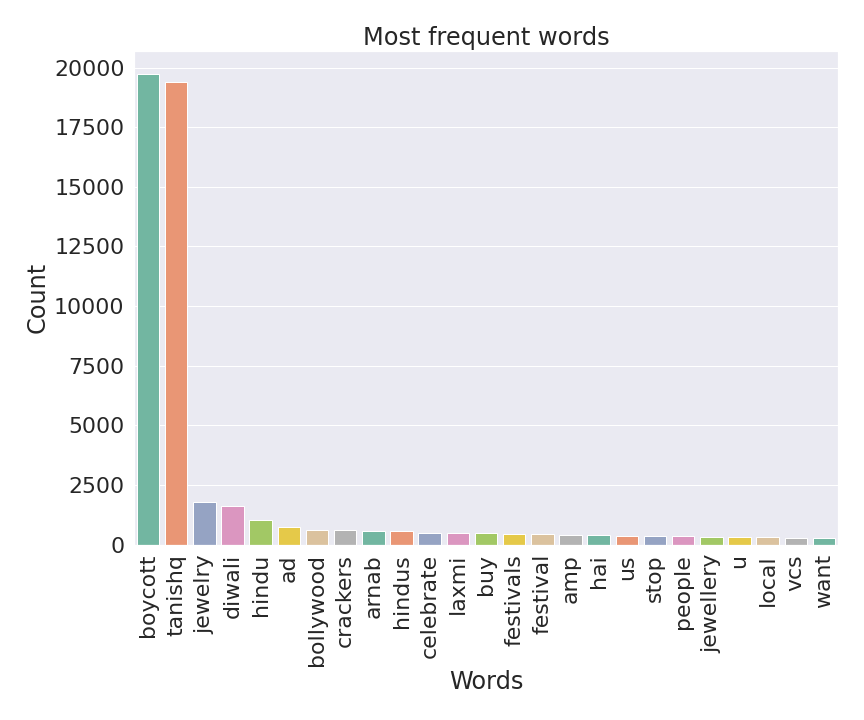 Most frequent words
20000
17500
15000
12500
10000
7500
5000
2500
0
Count
boycott
tanishq
jewelry
diwali
hindu
ad
bollywood
crackers
arnab
hindus
celebrate
laxmi
buy
festivals
festival
amp
hai
us
stop
people
jewellery
u
local
vcs
want
Words